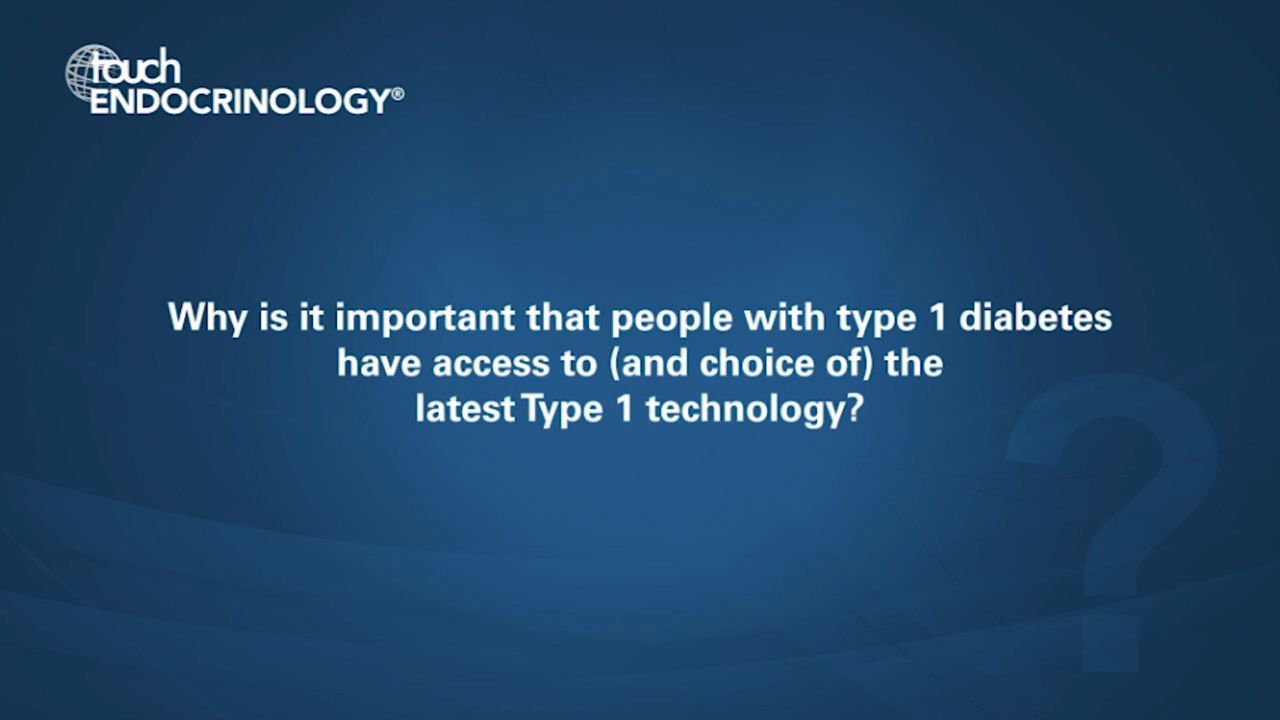 touch
ENDOCRINOLOGY®
Why is it important that people with type 1 diabetes
have access to (and choice of) the
latest Type 1 technology?
?